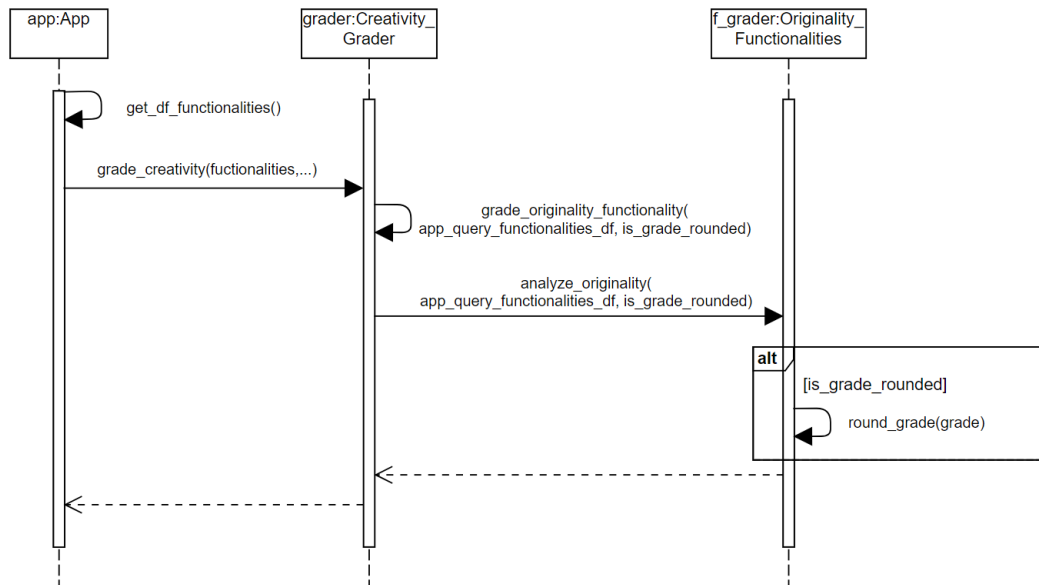 app:App
grader:Creativity_
Grader
f_grader:Originality_
Functionalities
get_df_functionalities()
grade_creativity(fuctionalities,...)
grade_originality_functionality(
app_query_functionalities_df, is_grade_rounded)
analyze_originality(
app_query_functionalities_df, is_grade_rounded)
alt
[is_grade_rounded]
round_grade(grade)